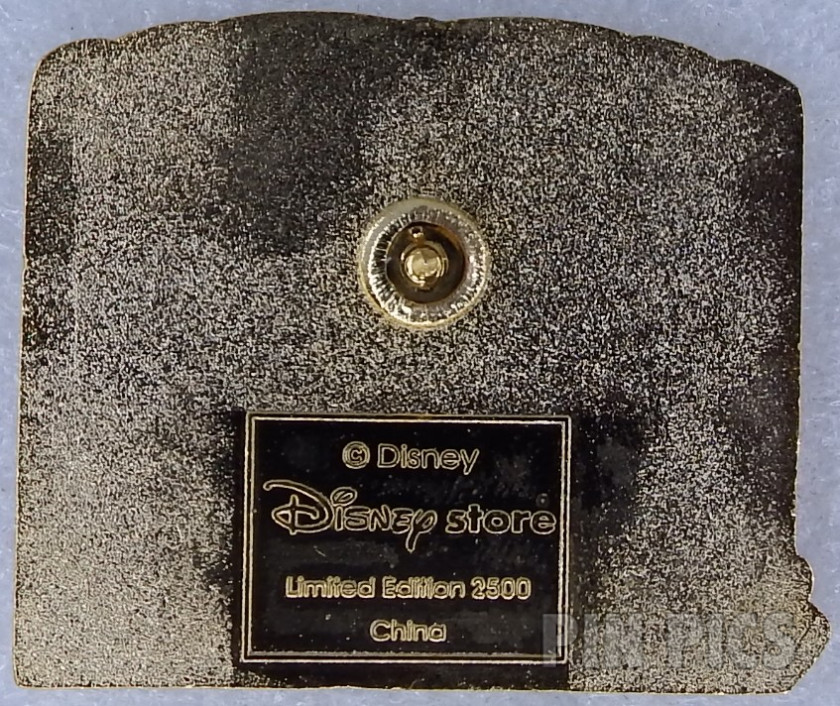 © Disney
Disney store
Limited Edition 2500
China
PIN PICS